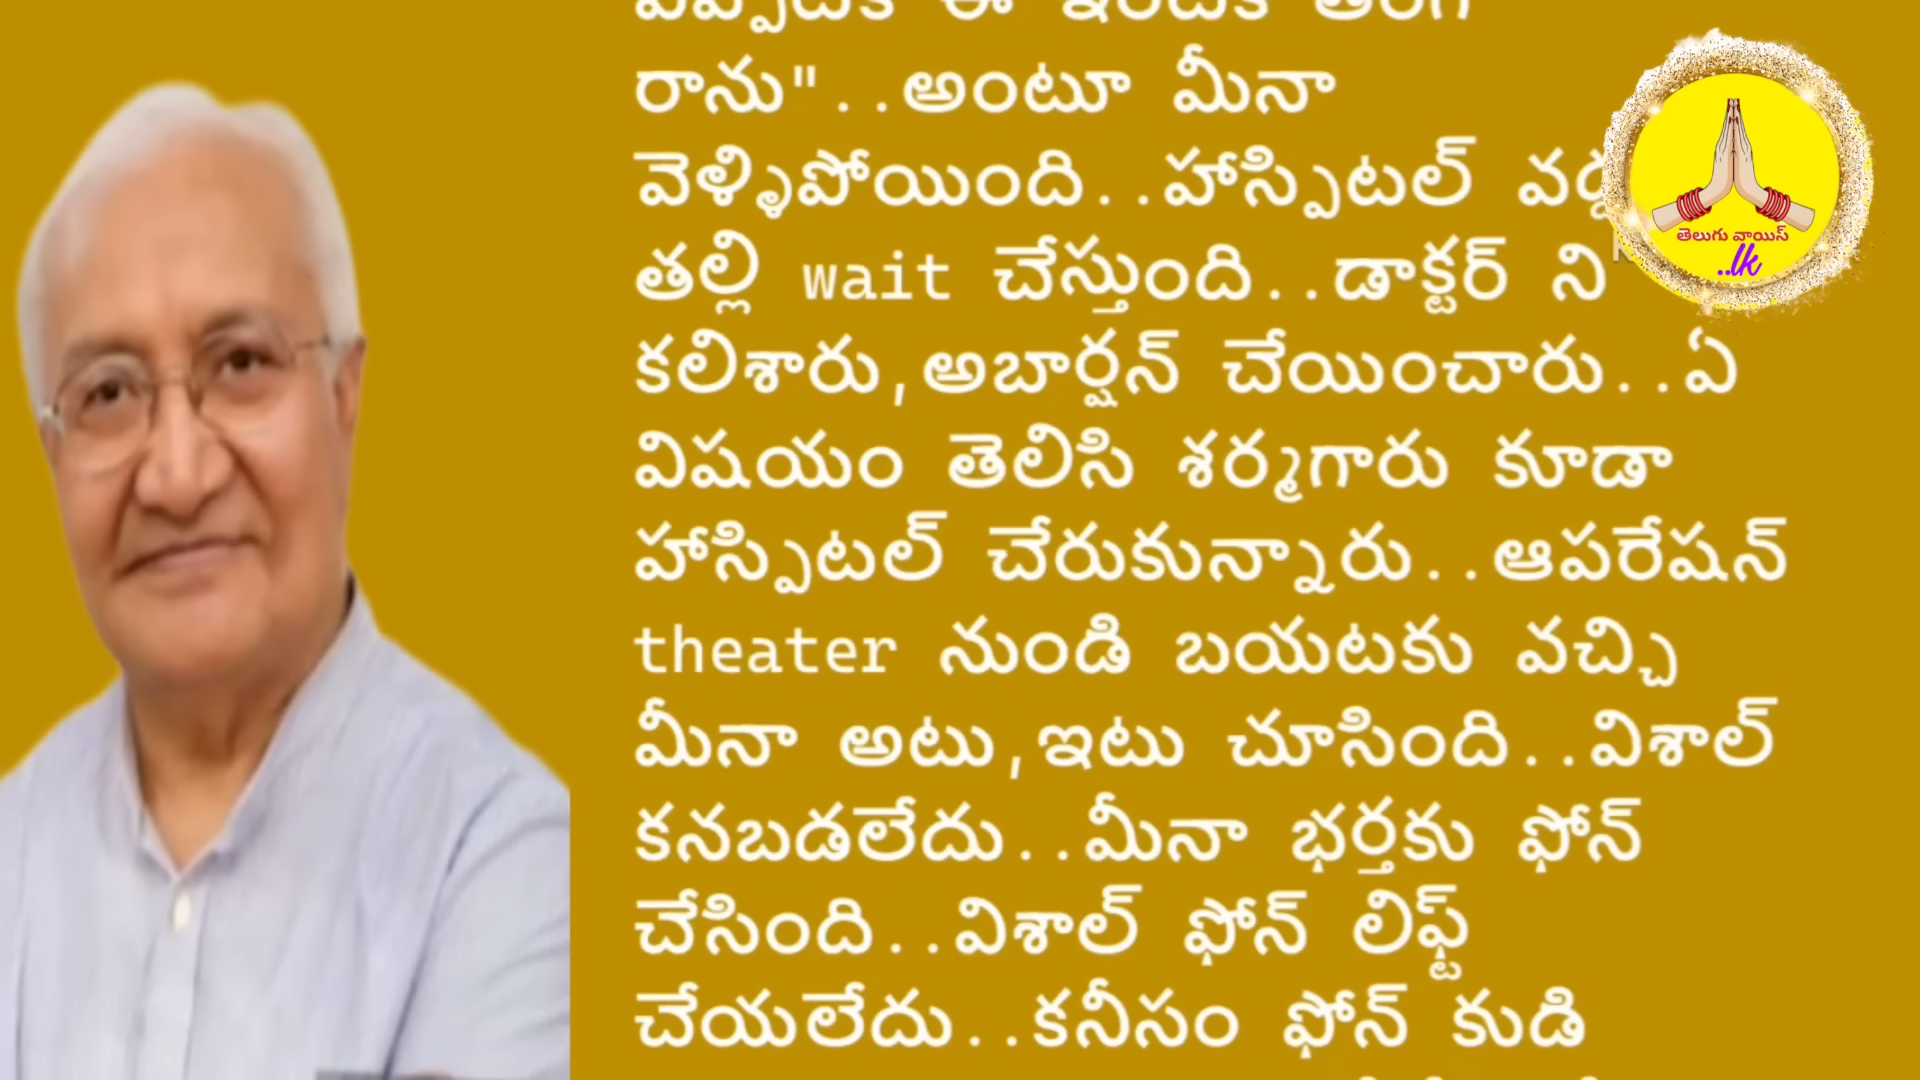 రాను"..అంటూ మీనా
వెళ్ళిపోయింది..హాస్పిటల్
తల్లి wait చేస్తుంది..డాక్టర్ ని
కలిశారు,అబార్షన్ చేయించారు..ఏ
విషయం తెలిసి శర్మగారు కూడా
హాస్పిటల్ చేరుకున్నారు..ఆపరేషన్
theater నుండి బయటకు వచ్చి
మీనా అటు,ఇటు చూసింది..విశాల్
కనబడలేదు..మీనా భర్తకు ఫోన్
చేసింది..విశాల్ ఫోన్ లిఫ్ట్
చేయలేదు..కనీసం ఫోన్ కుడి
తెలుగు వాయిస్
..lk